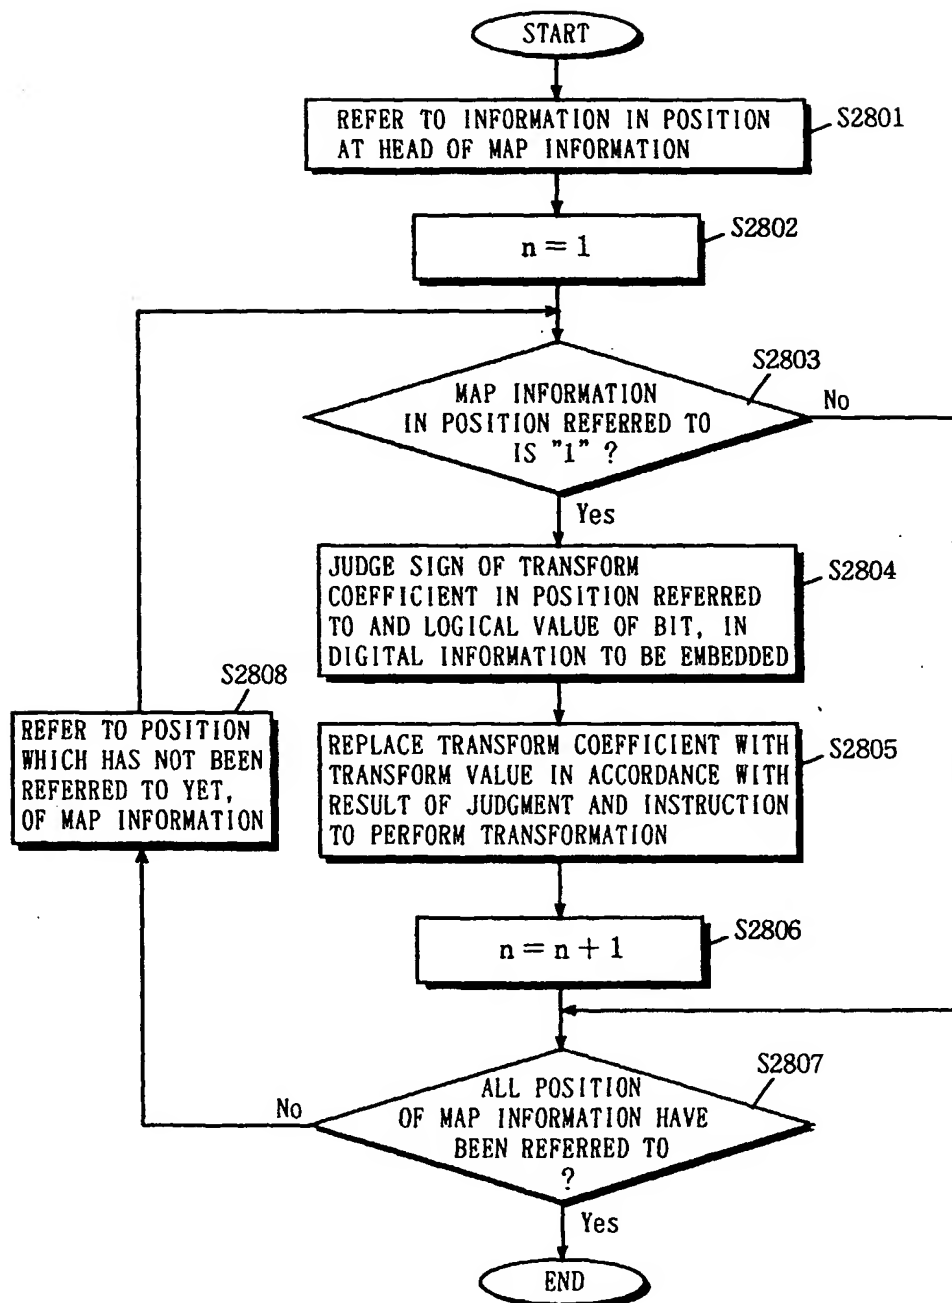 START
REFER TO INFORMATION IN POSITION
AT HEAD OF MAP INFORMATION
S2801
n = 1
S2802
MAP INFORMATION
IN POSITION REFERRED TO
IS "1" ?
S2803
No
Yes
JUDGE SIGN OF TRANSFORM
COEFFICIENT IN POSITION REFERRED
TO AND LOGICAL VALUE OF BIT, IN
DIGITAL INFORMATION TO BE EMBEDDED
S2804
S2808
REFER TO POSITION
WHICH HAS NOT BEEN
REFERRED TO YET,
OF MAP INFORMATION
REPLACE TRANSFORM COEFFICIENT WITH
TRANSFORM VALUE IN ACCORDANCE WITH
RESULT OF JUDGMENT AND INSTRUCTION
TO PERFORM TRANSFORMATION
S2805
n = n + 1
S2806
ALL POSITION
OF MAP INFORMATION HAVE
BEEN REFERRED TO
?
S2807
No
Yes
END